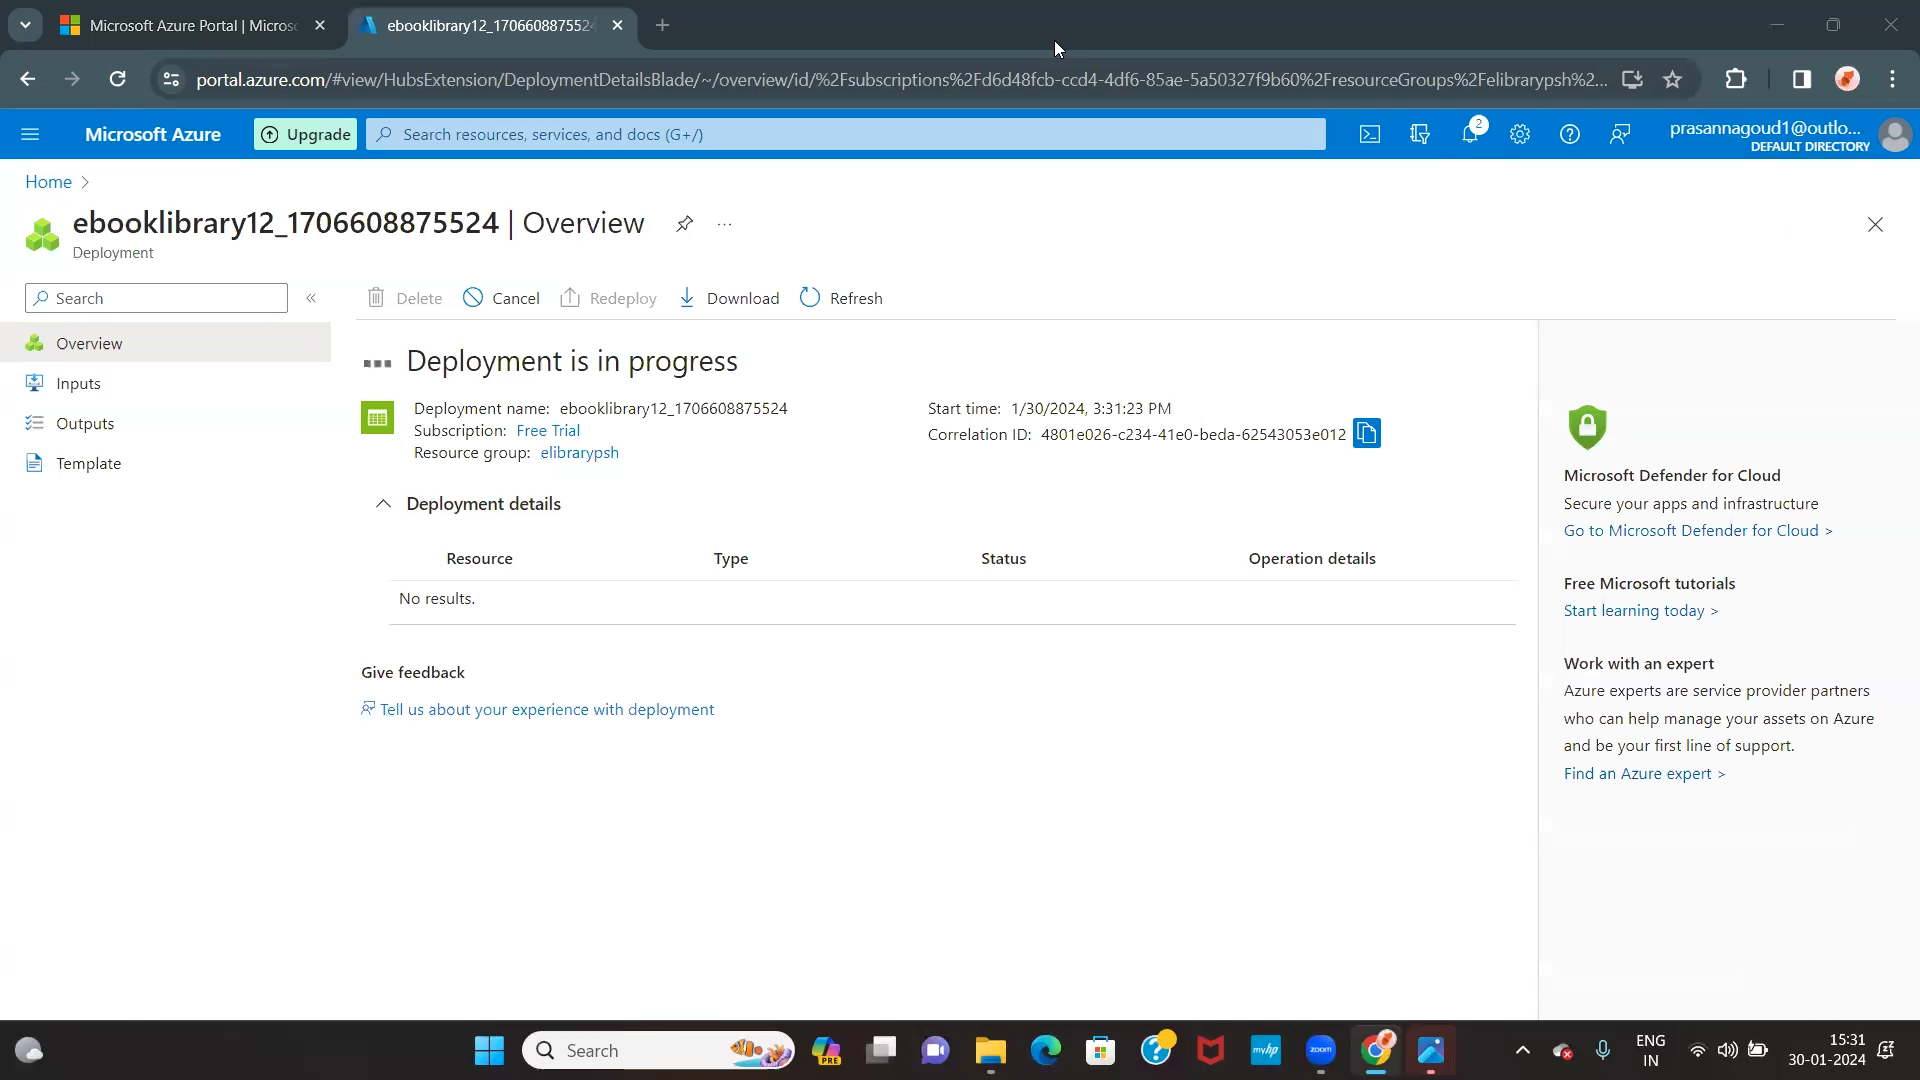 Microsoft Azure Portal | Micros
ebooklibrary12_170660887552
portal.azure.com/#view/HubsExtension/DeploymentDetailsBlade/~/overview/id/%2Fsubscriptions%2Fd6d48fcb-ccd4-4df6-85ae-5a50327f9b60%2FresourceGroups%2Felibrarypsh%2...
Microsoft Azure
Upgrade
Search resources, services, and docs (G+/)
2
prasannagoud1@outlo...
DEFAULT DIRECTORY
Home
ebooklibrary12_1706608875524 | Overview
Deployment
Search
Delete
Cancel
Redeploy
Download
Refresh
Overview
Inputs
Outputs
Template
Deployment is in progress
Deployment name: ebooklibrary12_1706608875524
Subscription: Free Trial
Resource group: elibrarypsh
Start time: 1/30/2024, 3:31:23 PM
Correlation ID: 4801e026-c234-41e0-beda-62543053e012
Deployment details
Resource Type Status Operation details
No results.
Give feedback
Tell us about your experience with deployment
Microsoft Defender for Cloud
Secure your apps and infrastructure
Go to Microsoft Defender for Cloud >
Free Microsoft tutorials
Start learning today >
Work with an expert
Azure experts are service provider partners
who can help manage your assets on Azure
and be your first line of support.
Find an Azure expert >
Search
PRE
myhp
zoom
ENG
IN
15:31
30-01-2024